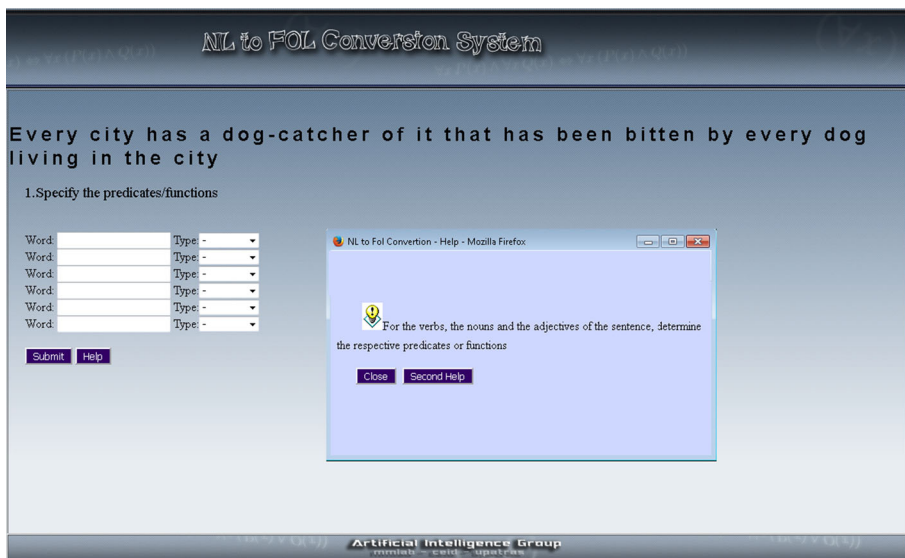 NL to FOL Conversion System
Every city has a dog-catcher of it that has been bitten by every dog
living in the city
1.Specify the predicates/functions
Word: Type: -
Word: Type: -
Word: Type: -
Word: Type: -
Word: Type: -
Word: Type: -
Submit Help
NL to Fol Convertion - Help - Mozilla Firefox
For the verbs, the nouns and the adjectives of the sentence, determine
the respective predicates or functions
Close Second Help
Artificial Intelligence Group
mmlab - ceid - upatras